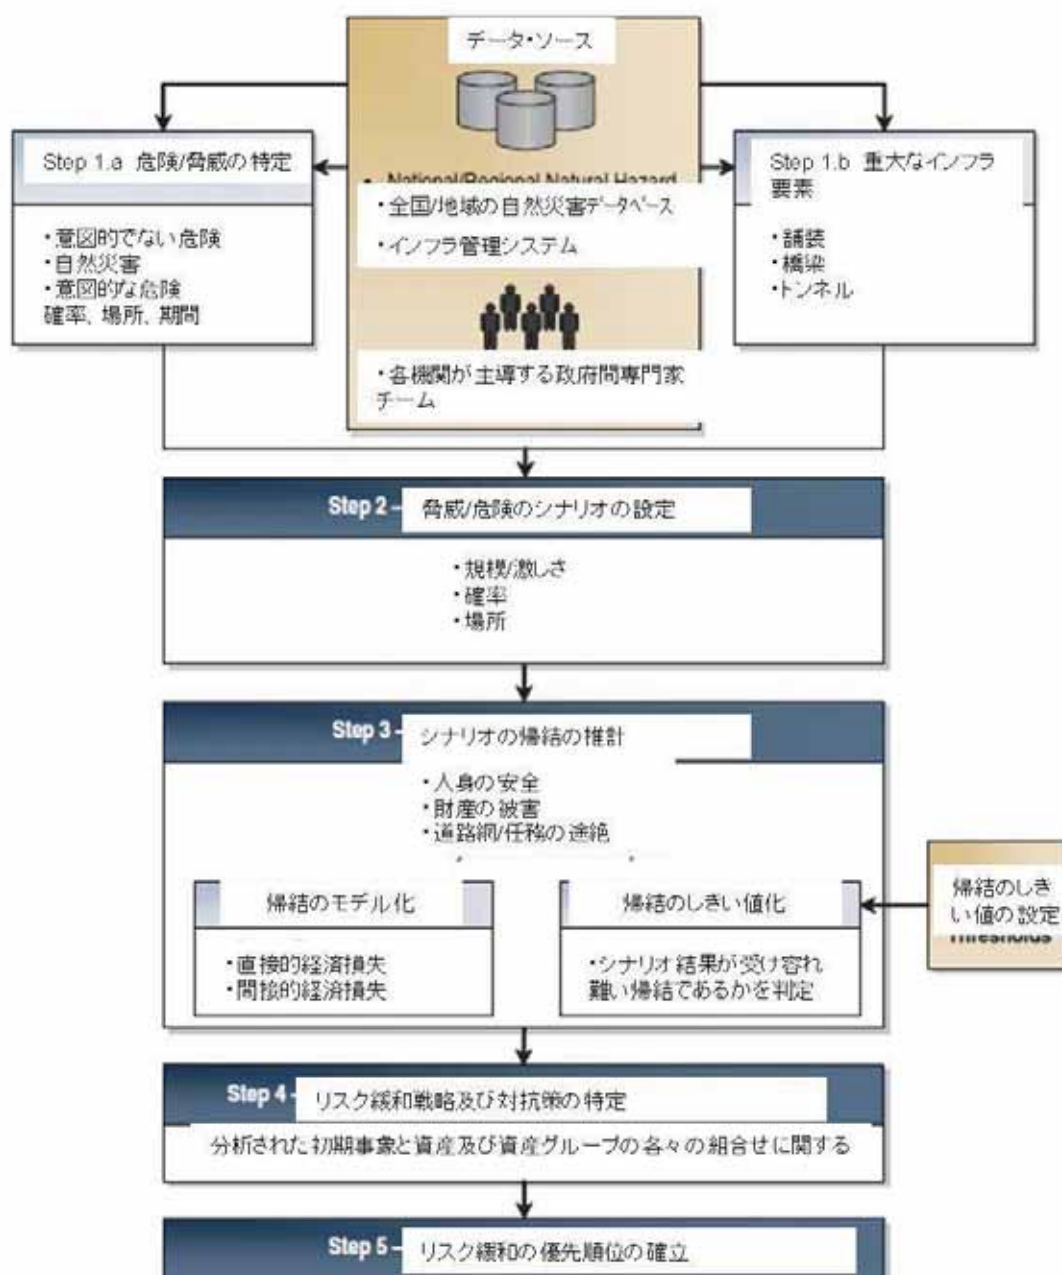 データ・ソース
National/Regional Natural Hazard
・全国/地域の自然災害データベース
・インフラ管理システム
・各機関が主導する政府間専門家
チーム
Step 1.a 危険/脅威の特定
・意図的でない危険
・自然災害
・意図的な危険
確率、場所、期間
Step 1.b 重大なインフラ
要素
・舗装
・橋梁
・トンネル
Step 2 – 脅威/危険のシナリオの設定
・規模/激しさ
・確率
・場所
Step 3 – シナリオの帰結の推計
・人身の安全
・財産の被害
・道路網/任務の途絶
帰結のモデル化
・直接的経済損失
・間接的経済損失
帰結のしきい値化
・シナリオ結果が受け容れ
難い帰結であるかを判定
帰結のしき
い値の設定
Thresholds
Step 4 - リスク緩和戦略及び対抗策の特定
分析された初期事象と資産及び資産グループの各々の組合せに関する
Step 5 – リスク緩和の優先順位の確立